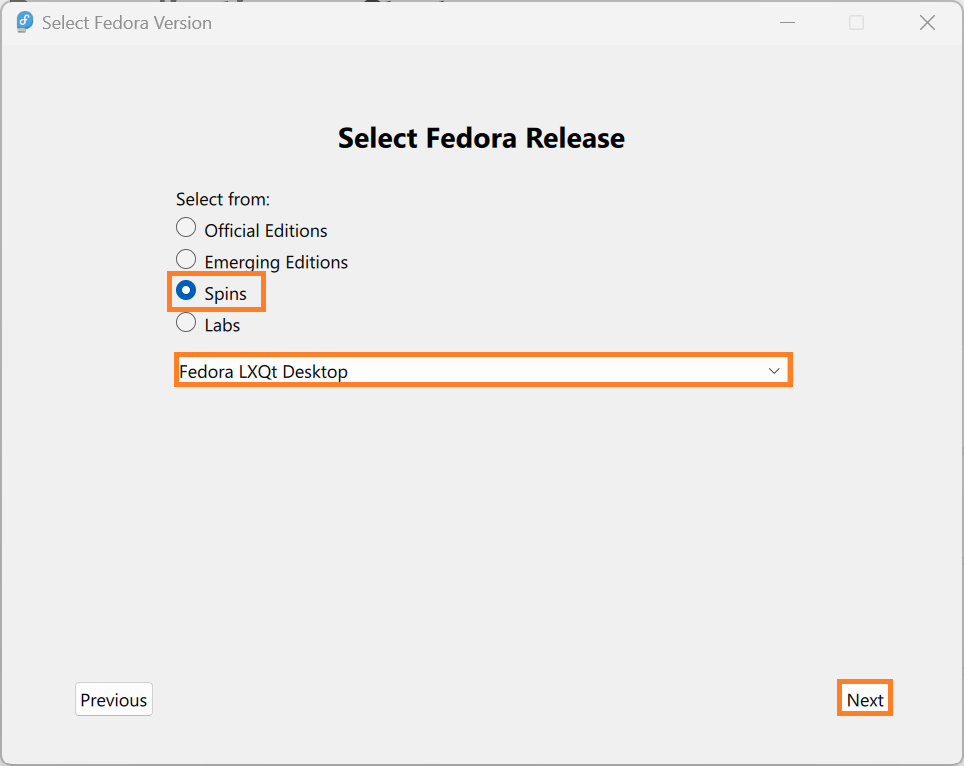 Select Fedora Version
Select Fedora Release
Select from:
Official Editions
Emerging Editions
Spins
Labs
Fedora LXQt Desktop
Previous
Next